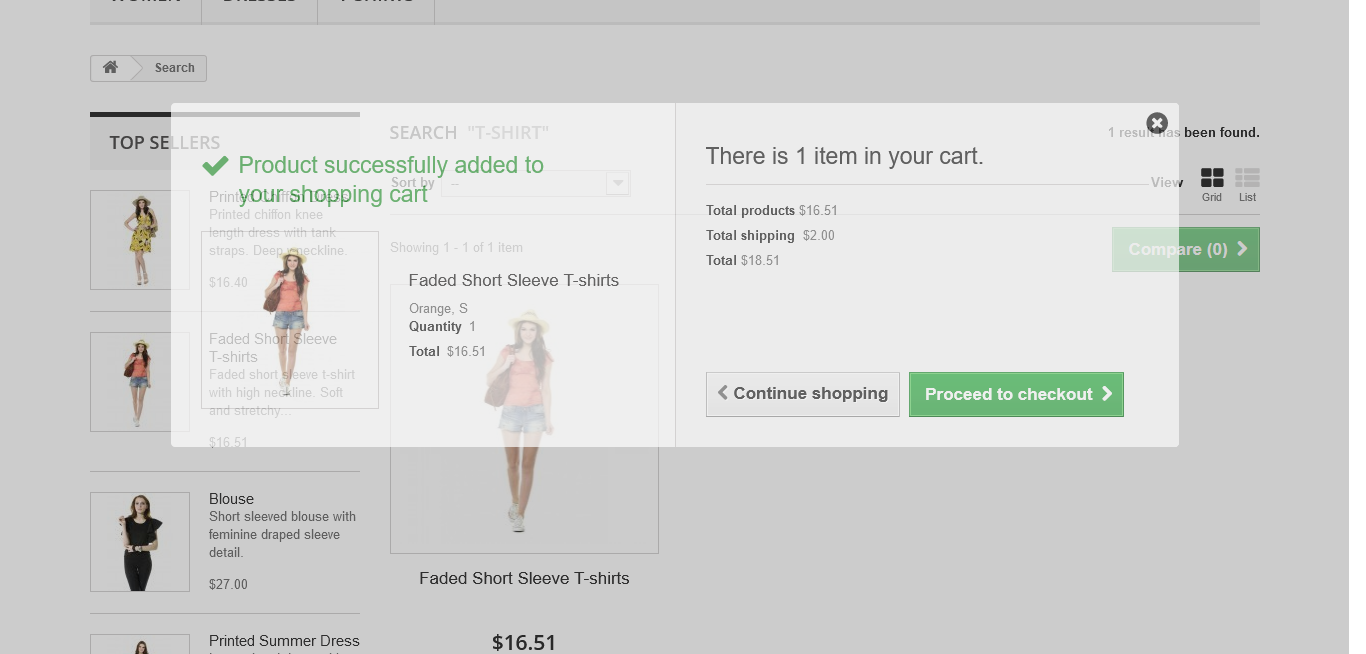 WOMEN
DRESSES
T-SHIRTS
Search
TOP SELLERS
SEARCH "T-SHIRT"
1 result has been found.
Product successfully added to
your shopping cart
There is 1 item in your cart.
Sort by --
View
Grid
List
Printed Chiffon Dress
Printed chiffon knee
length dress with tank
straps. Deep v-neckline.
$16.40
Total products $16.51
Total shipping $2.00
Total $18.51
Showing 1 - 1 of 1 item
Compare (0)
Faded Short Sleeve T-shirts
Orange, S
Quantity 1
Total $16.51
Faded Short Sleeve
T-shirts
Faded short sleeve t-shirt
with high neckline. Soft
and stretchy...
$16.51
Continue shopping
Proceed to checkout
Blouse
Short sleeved blouse with
feminine draped sleeve
detail.
$27.00
Faded Short Sleeve T-shirts
$16.51
Printed Summer Dress